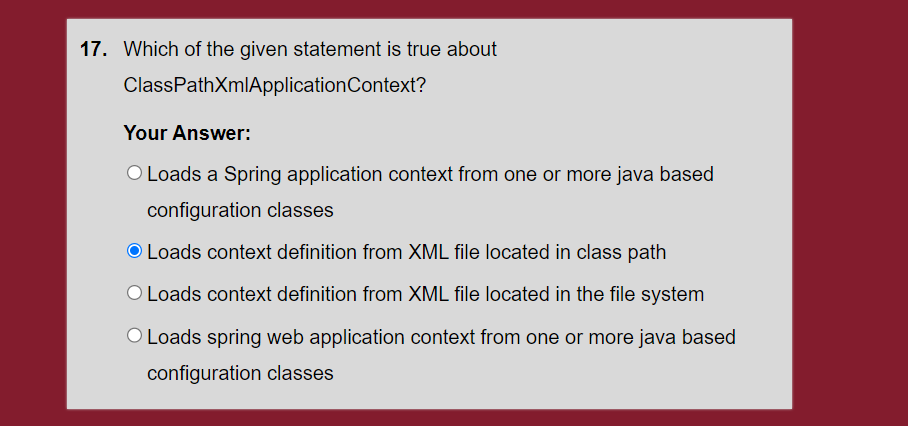 17. Which of the given statement is true about
ClassPathXmlApplicationContext?
Your Answer:
Loads a Spring application context from one or more java based
configuration classes
Loads context definition from XML file located in class path
Loads context definition from XML file located in the file system
Loads spring web application context from one or more java based
configuration classes